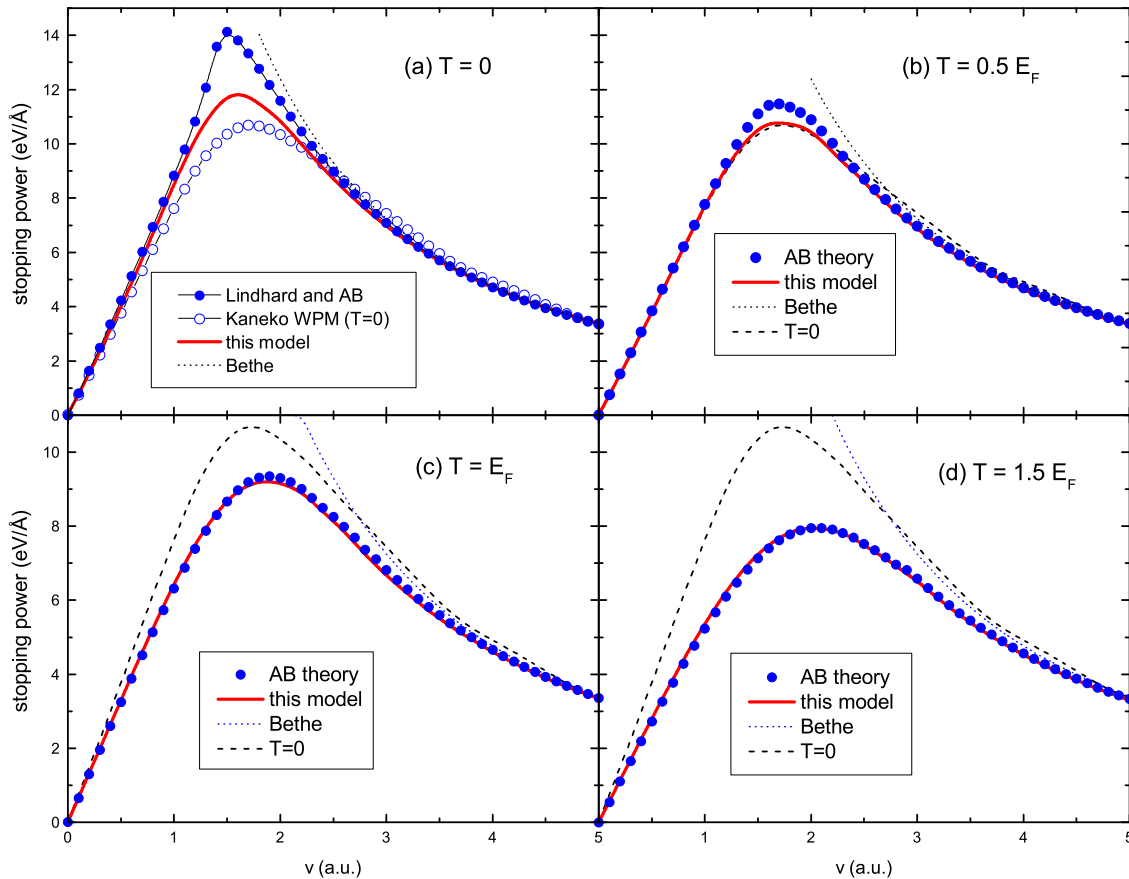 14
12
10
8
6
4
2
0
stopping power (eV/Å)
(a) T = 0
Lindhard and AB
Kaneko WPM (T=0)
this model
Bethe
(b) T = 0.5 E_F
AB theory
this model
Bethe
T=0
10
8
6
4
2
0
stopping power (eV/Å)
(c) T = E_F
AB theory
this model
Bethe
T=0
0 1 2 3 4 5
v (a.u.)
(d) T = 1.5 E_F
AB theory
this model
Bethe
T=0
1 2 3 4 5
v (a.u.)